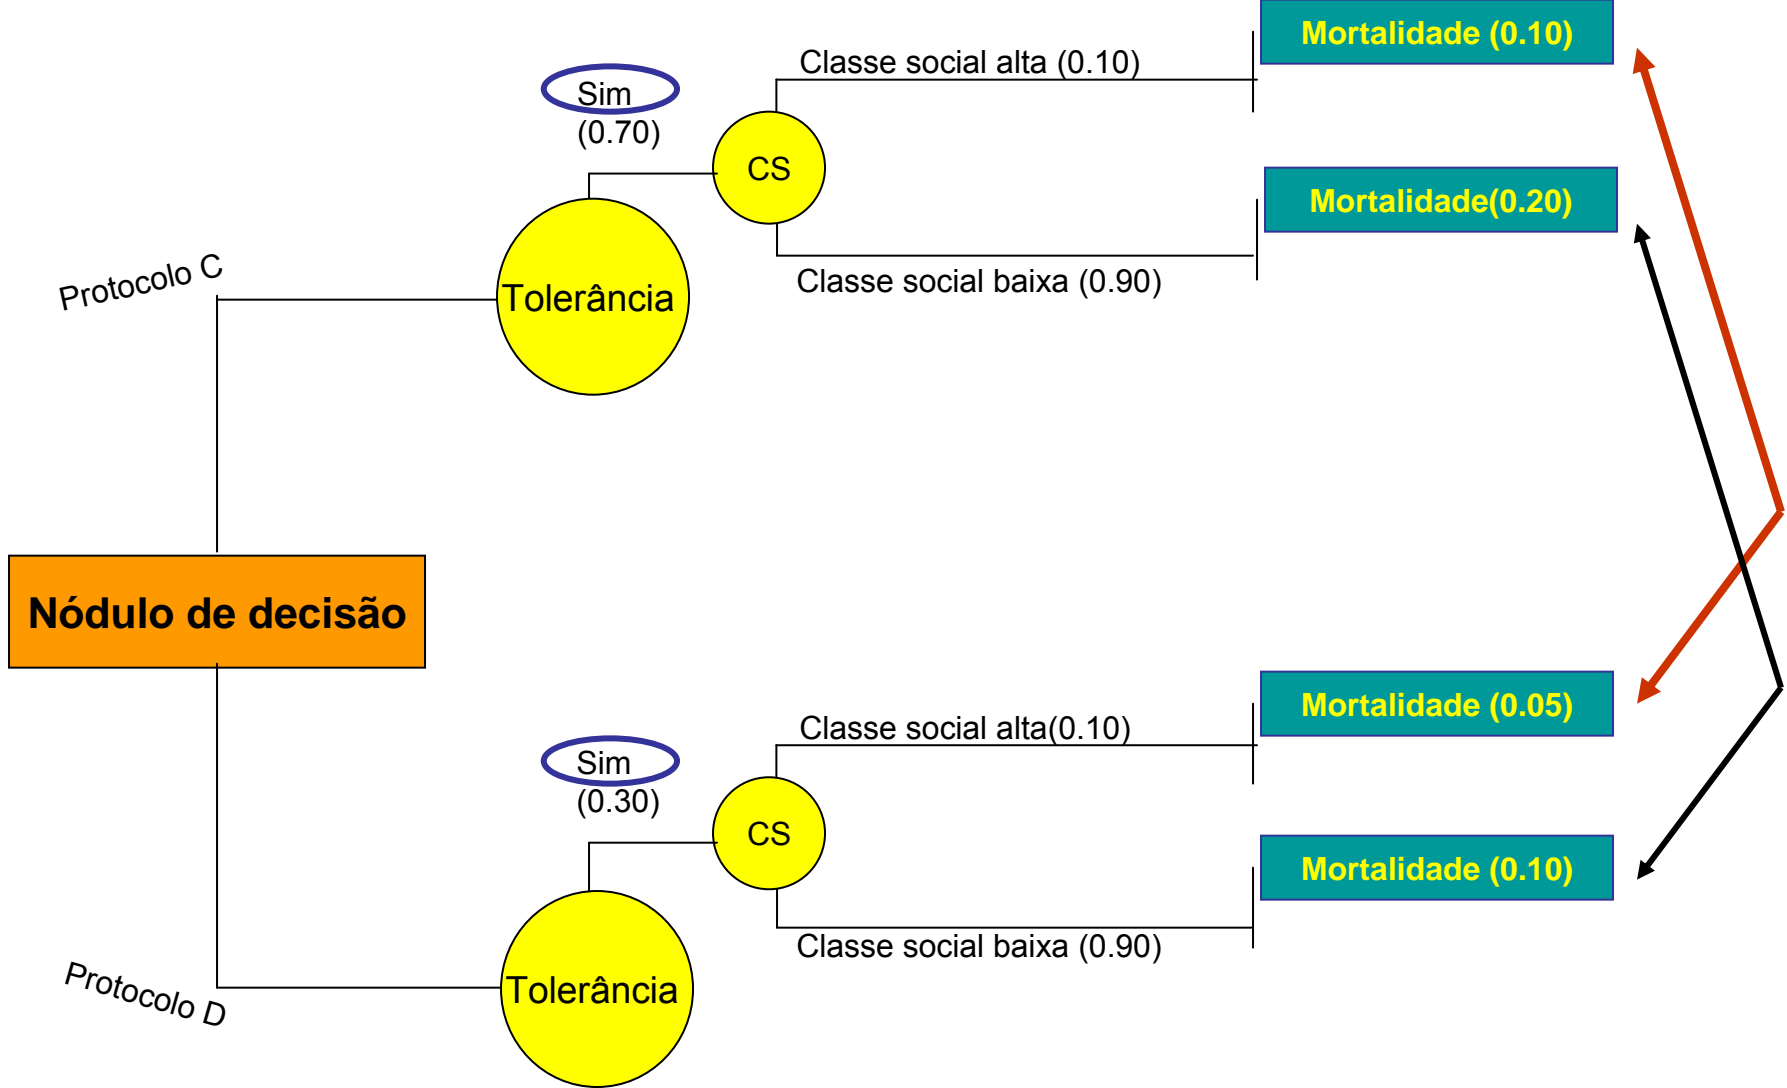 Mortalidade (0.10)
Classe social alta (0.10)
Sim
(0.70)
CS
Mortalidade(0.20)
Classe social baixa (0.90)
Protocolo C
Tolerância
Nódulo de decisão
Mortalidade (0.05)
Classe social alta(0.10)
Sim
(0.30)
CS
Mortalidade (0.10)
Classe social baixa (0.90)
Protocolo D
Tolerância